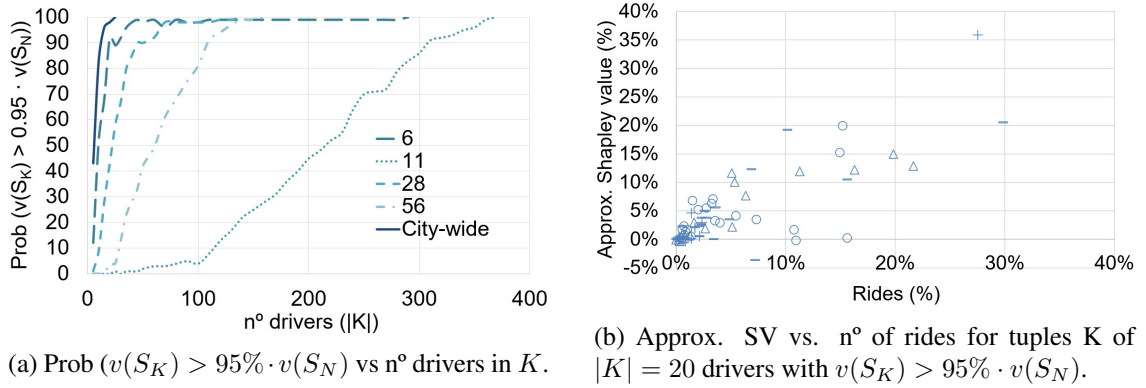 Prob (v(S_K) > 0.95 · v(S_N))
100
90
80
70
60
50
40
30
20
10
0
0 100 200 300 400
nº drivers (|K|)
6
11
28
56
City-wide
(a) Prob (v(S_K) > 95% · v(S_N) vs nº drivers in K.
Approx. Shapley value (%)
40%
35%
30%
25%
20%
15%
10%
5%
0%
-5%
0% 10% 20% 30% 40%
Rides (%)
(b) Approx. SV vs. nº of rides for tuples K of
|K| = 20 drivers with v(S_K) > 95% · v(S_N).